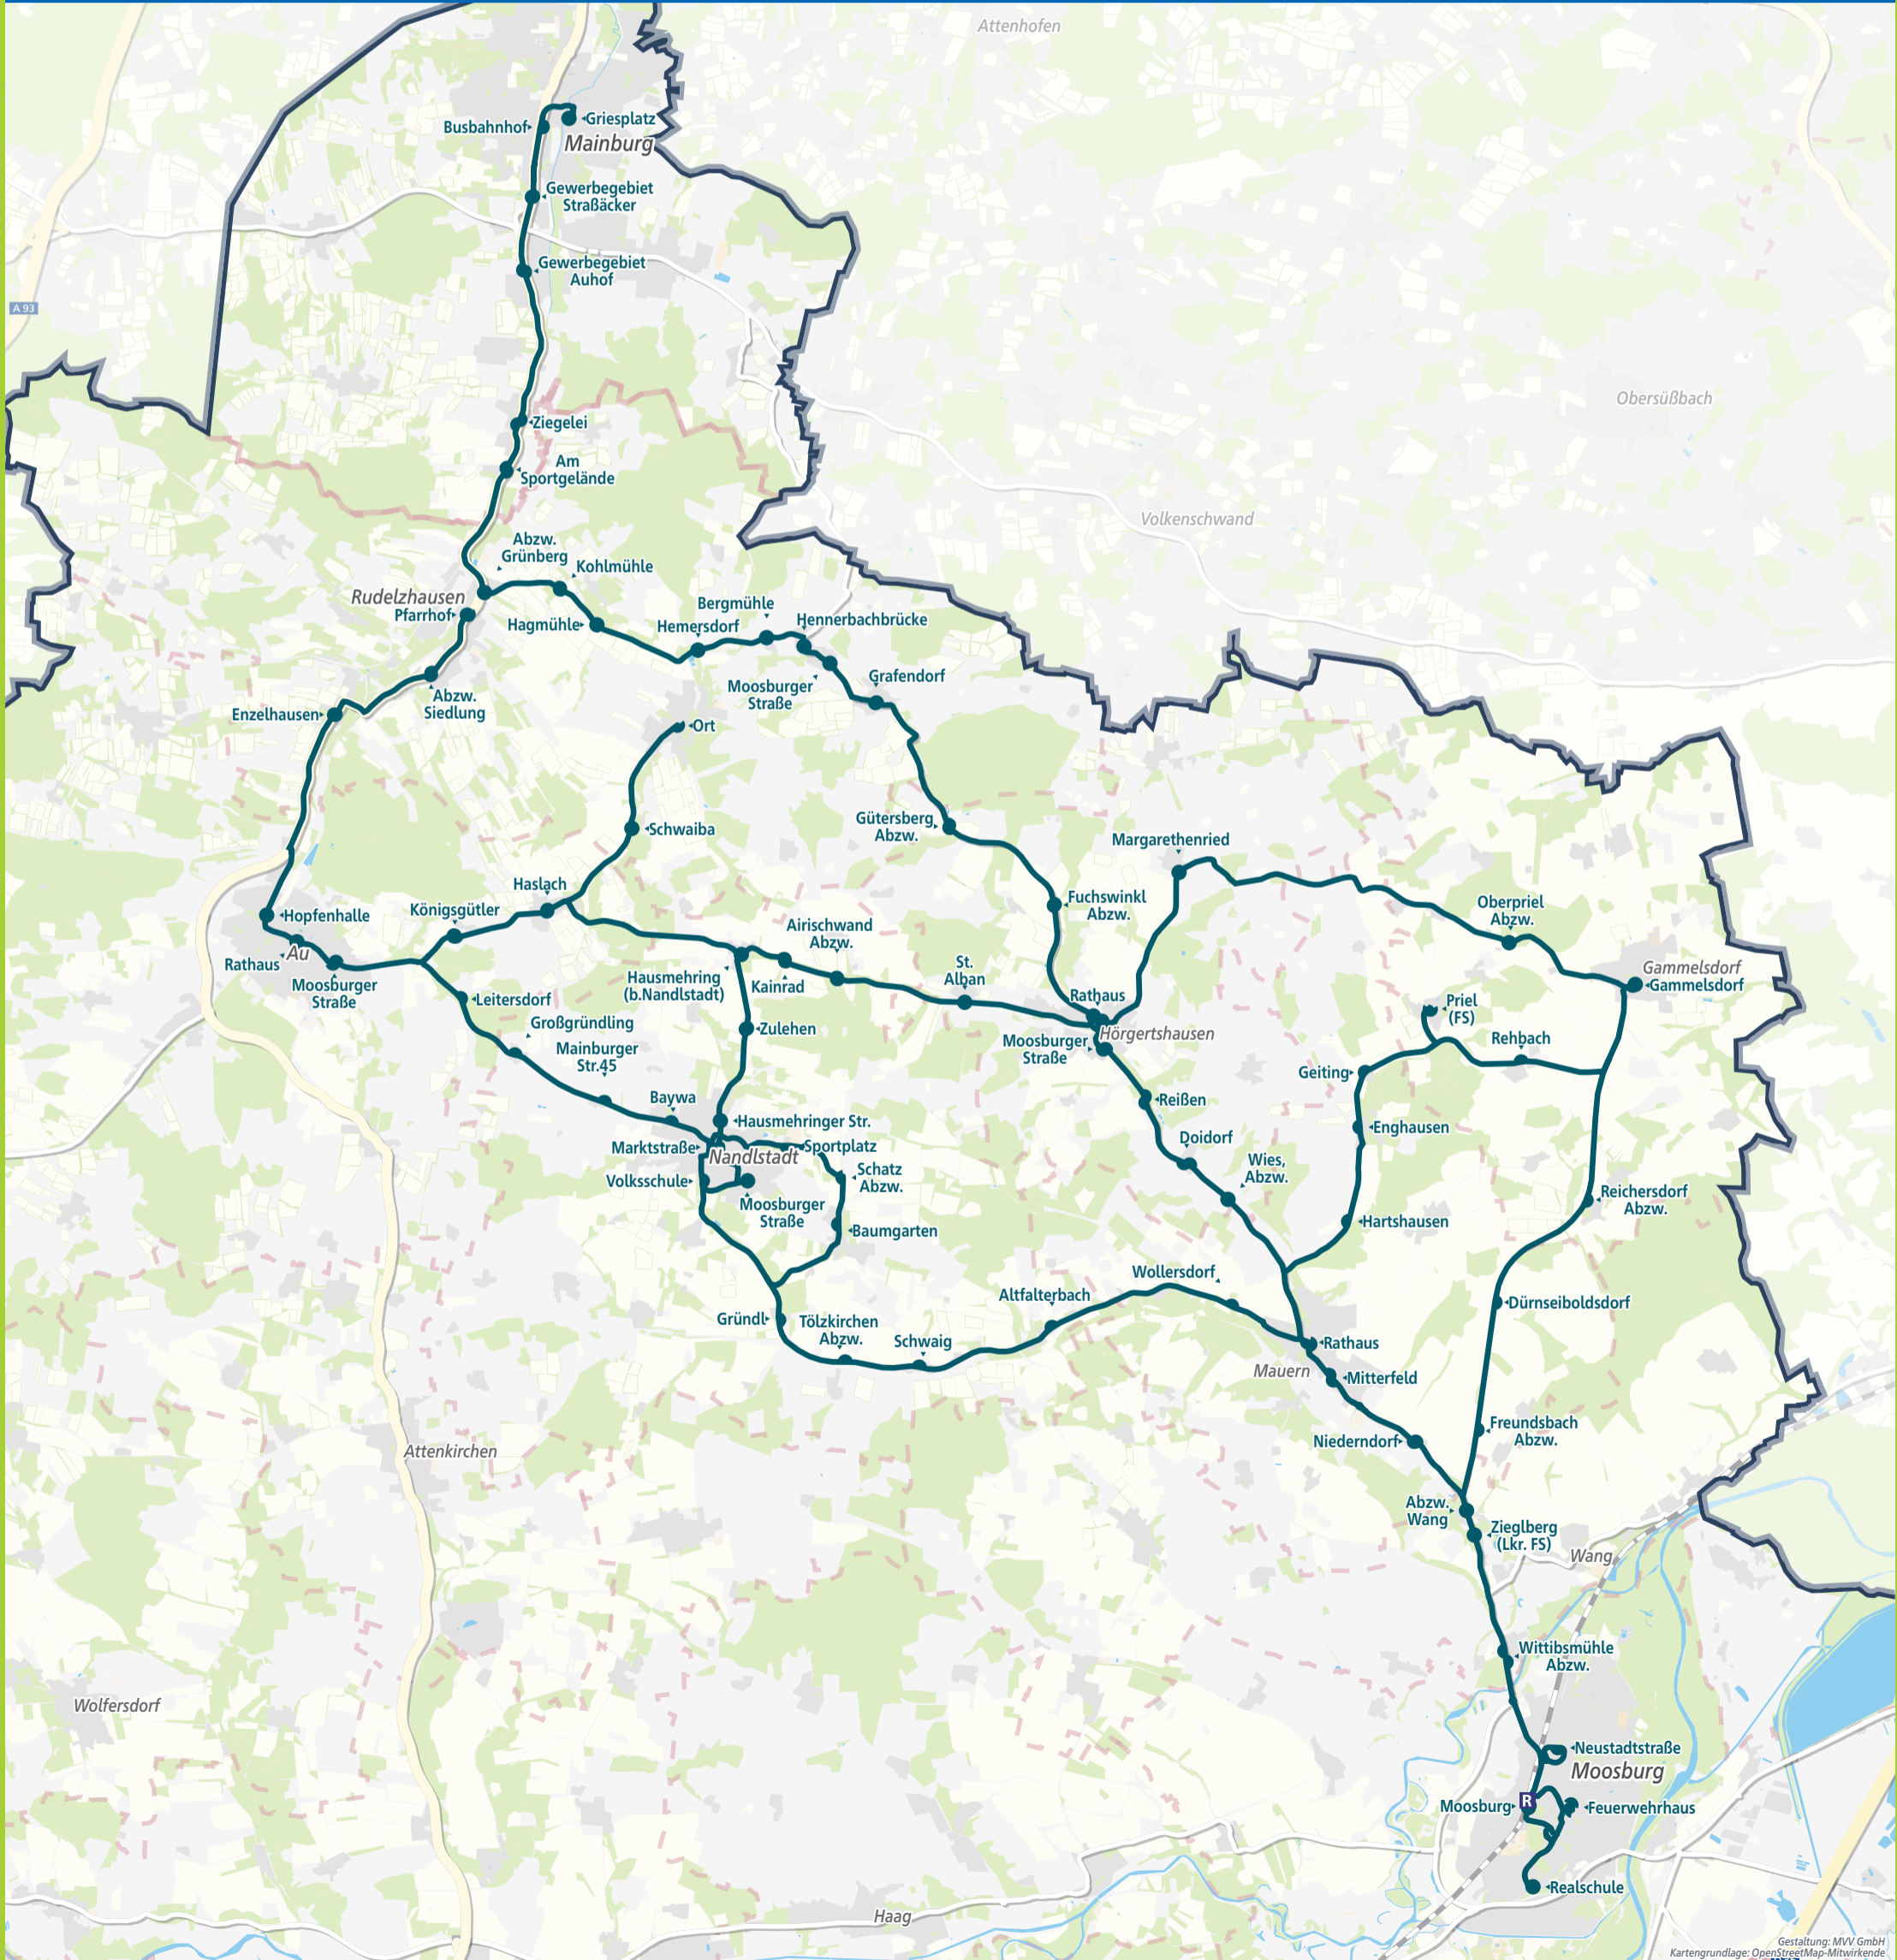 Attenhofen
Busbahnhof
Griesplatz
Mainburg
Gewerbegebiet
Straßäcker
Gewerbegebiet
Auhof
A 93
Obersüßbach
Ziegelei
Am
Sportgelände
Volkenschwand
Abzw.
Grünberg
Kohlmühle
Rudelzhausen
Pfarrhof
Hagmühle
Bergmühle
Hemersdorf
Hennerbachbrücke
Moosburger
Straße
Grafendorf
Abzw.
Siedlung
Enzelhausen
Ort
Schwaiba
Gütersberg
Abzw.
Margarethenried
Haslach
Fuchswinkl
Abzw.
Königsgütler
Hopfenhalle
Oberpriel
Abzw.
Airischwand
Abzw.
Au
Rathaus
Moosburger
Straße
Hausmehring
(b.Nandlstadt)
Kainrad
St.
Alban
Gammelsdorf
Gammelsdorf
Leitersdorf
Rathaus
Priel
(FS)
Großgründling
Zulehen
Hörgertshausen
Moosburger
Straße
Rehbach
Mainburger
Str.45
Geiting
Baywa
Reißen
Hausmehringer Str.
Enghausen
Marktstraße
Sportplatz
Nandlstadt
Doidorf
Volksschule
Schatz
Abzw.
Wies,
Abzw.
Reichersdorf
Abzw.
Moosburger
Straße
Baumgarten
Hartshausen
Wollersdorf
Altfalterbach
Dürnseiboldsdorf
Gründl
Tölzkirchen
Abzw.
Schwaig
Rathaus
Mauern
Mitterfeld
Freundsbach
Abzw.
Niederndorf
Attenkirchen
Abzw.
Wang
Zieglberg
(Lkr. FS)
Wang
Wittibsmühle
Abzw.
Wolfersdorf
Neustadtstraße
Moosburg
R
Moosburg
Feuerwehrhaus
Realschule
Haag
Gestaltung: MVV GmbH
Kartengrundlage: OpenStreetMap-Mitwirkende